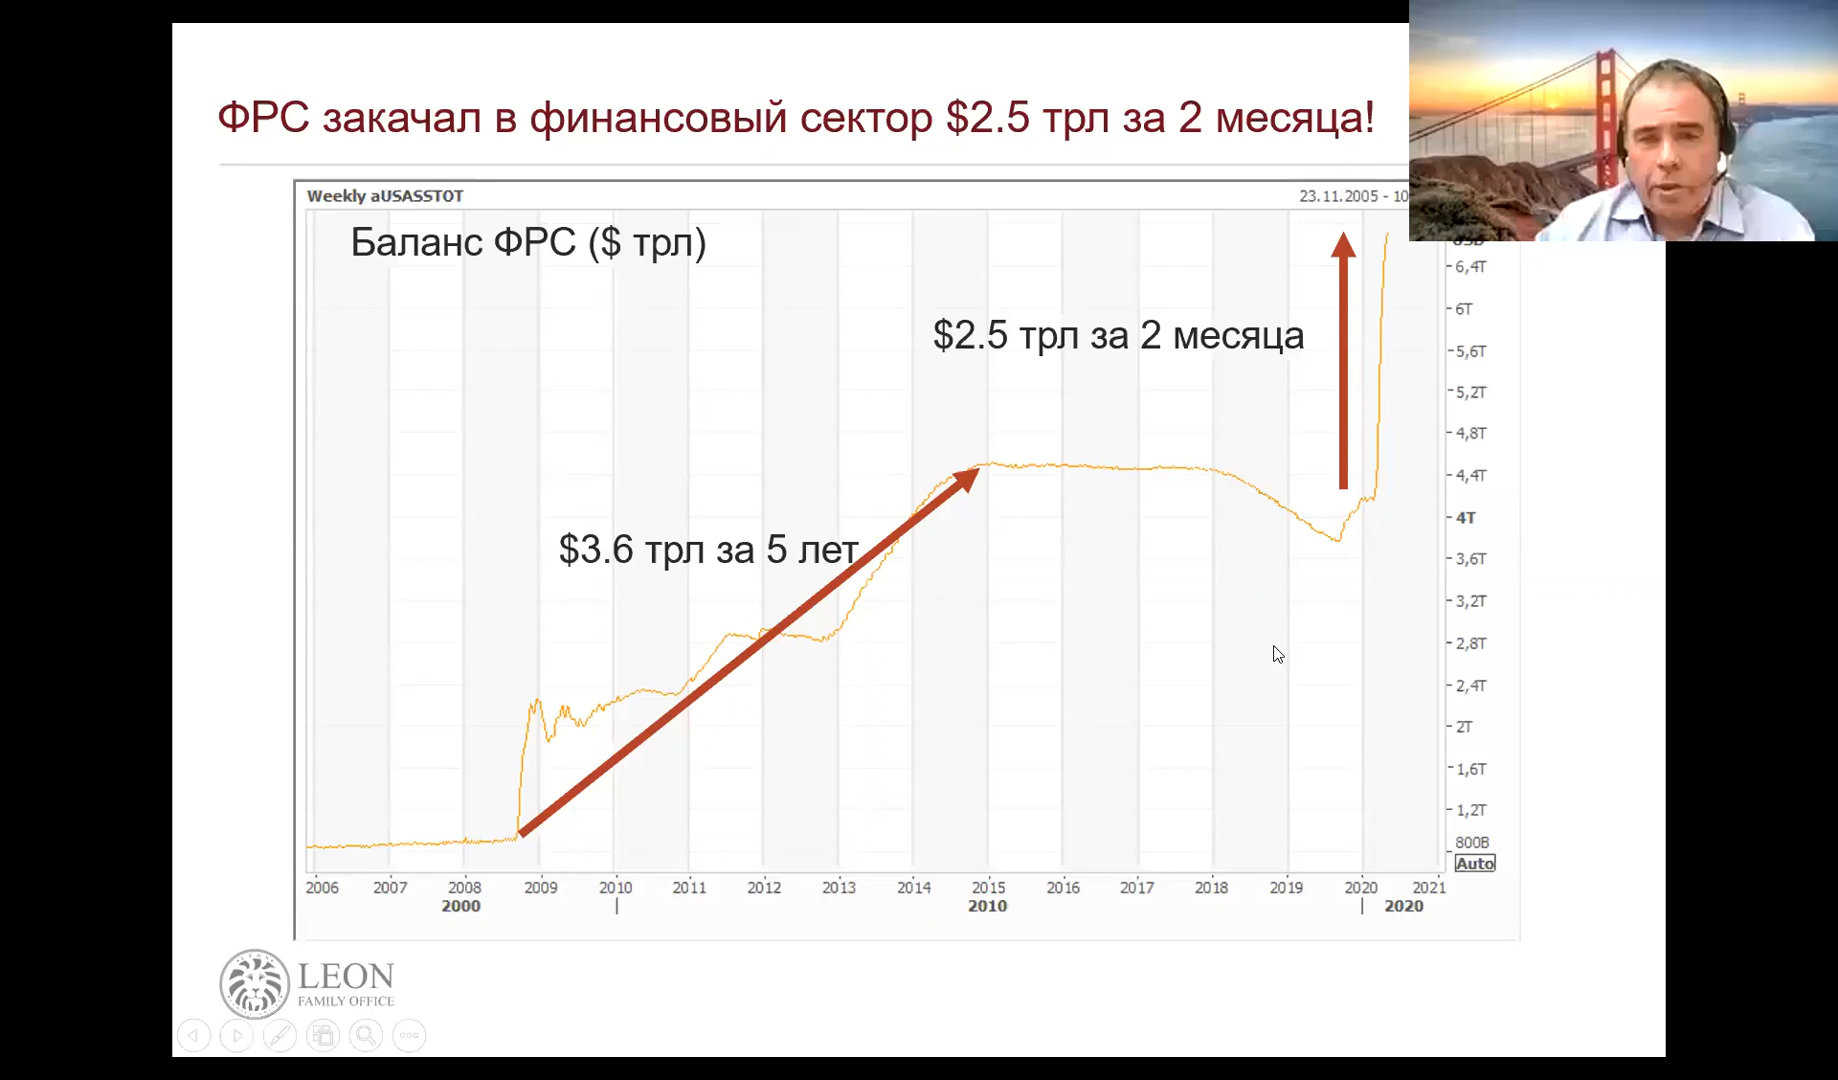 ФРС закачал в финансовый сектор $2.5 трлн за 2 месяца!
Weekly aUSASSTOT
23.11.2005 - 10
Баланс ФРС ($ трл)
6,4T
$2.5 трл за 2 месяца
6T
5,6T
5,2T
4,8T
4,4T
4T
$3.6 трл за 5 лет
3,6T
3,2T
2,8T
2,4T
2T
1,6T
1,2T
800B
Auto
2006 2007 2008 2009 2010 2011 2012 2013 2014 2015 2016 2017 2018 2019 2020 2021
2000 | 2010 | 2020
LEON
FAMILY OFFICE